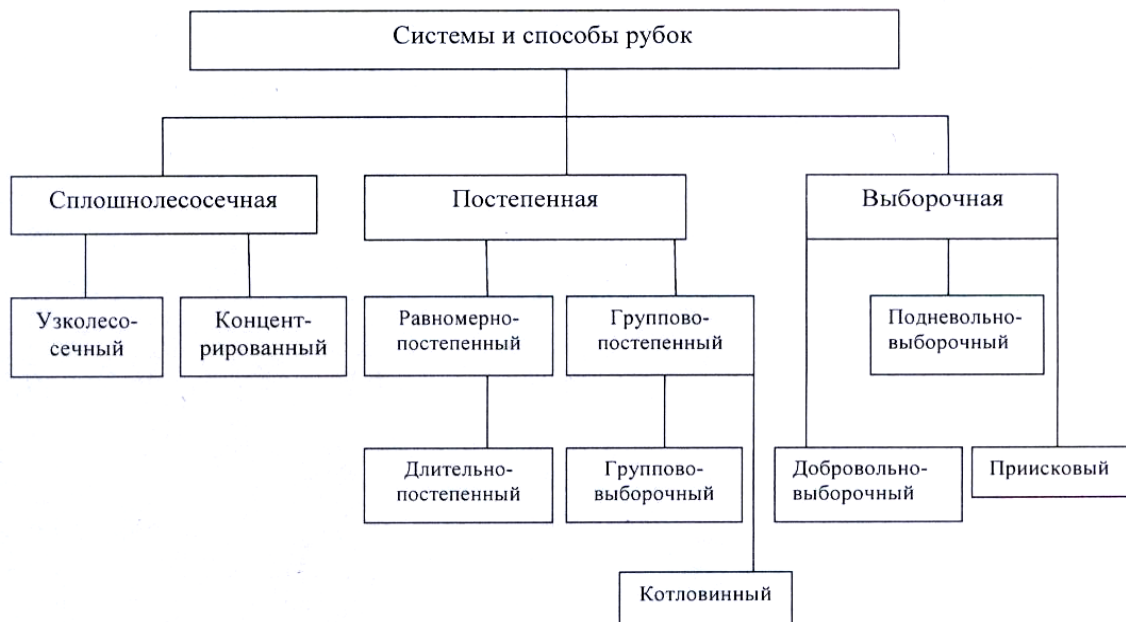 Системы и способы рубок
Сплошнолесосечная
Постепенная
Выборочная
Узколесо-
сечный
Концент-
рированный
Равномерно-
постепенный
Группово-
постепенный
Подневольно-
выборочный
Длительно-
постепенный
Группово-
выборочный
Добровольно-
выборочный
Приисковый
Котловинный